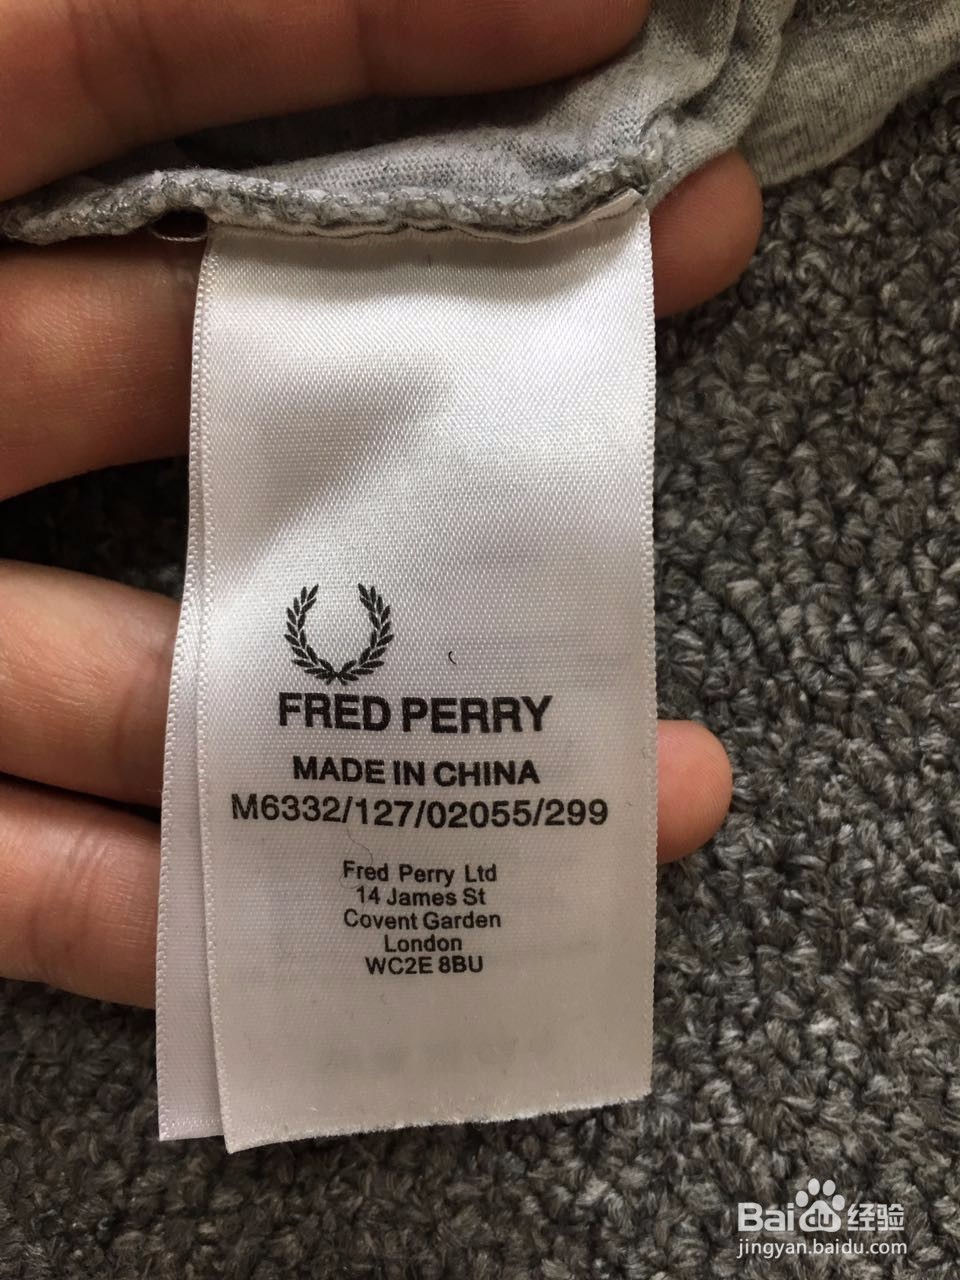 FRED PERRY
MADE IN CHINA
M6332/127/02055/299
Fred Perry Ltd
14 James St
Covent Garden
London
WC2E 8BU
Bai du 经验
jingyan.baidu.com